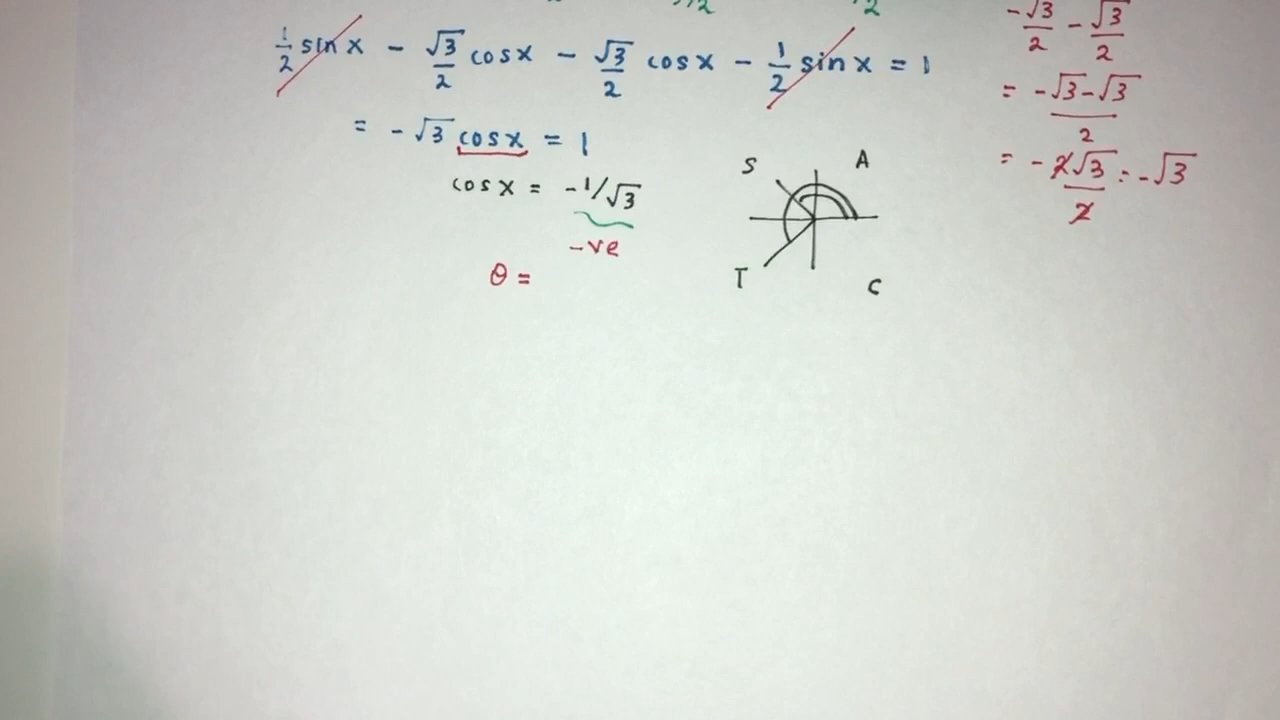 1/2 sin x - √3/2 cos x - √3/2 cos x - 1/2 sin x = 1
= -√3 cos x = 1
cos x = -1/√3
-ve
θ =
S A
T C
-√3/2 - √3/2
= -√3-√3/2
= -2√3/2 = -√3